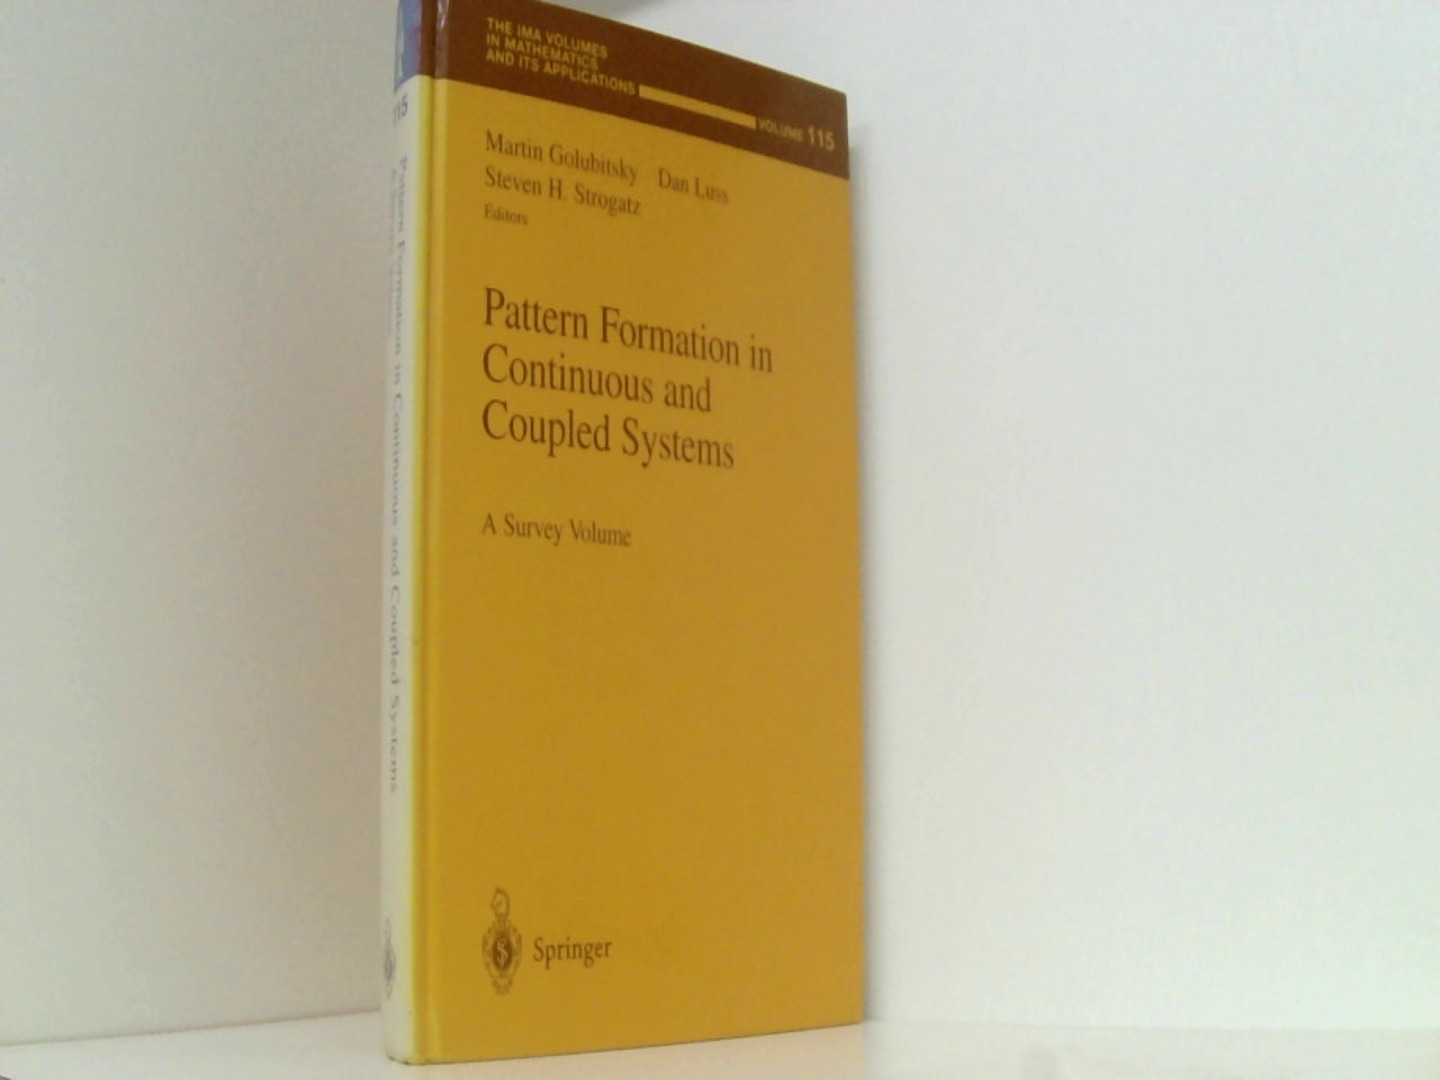 THE IMA VOLUMES
IN MATHEMATICS
AND ITS APPLICATIONS
VOLUME 115
Martin Golubitsky Dan Luss
Steven H. Strogatz
Editors
Pattern Formation in
Continuous and
Coupled Systems
A Survey Volume
Springer
115
Pattern Formation in Continuous and Coupled Systems